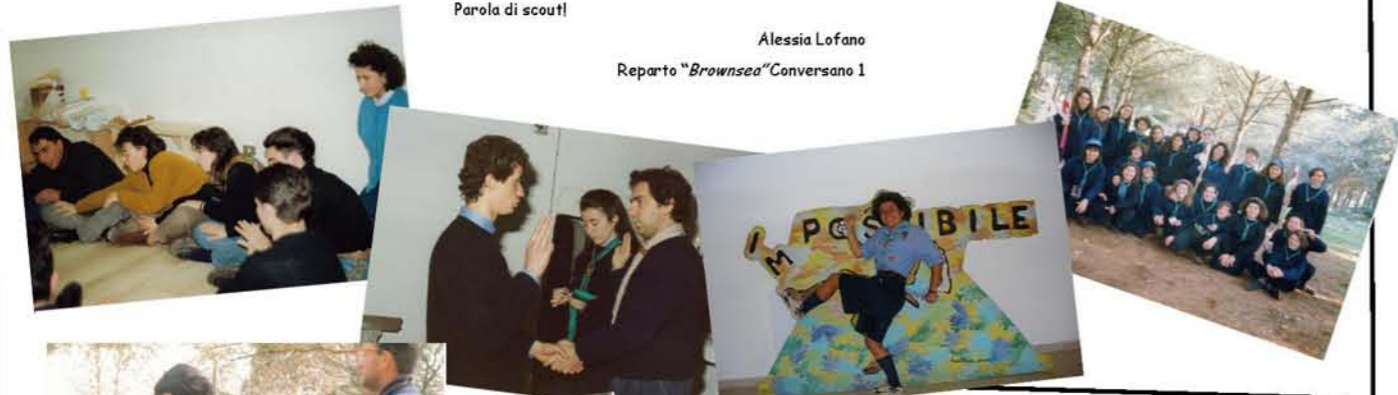 Parola di scout!
Alessia Lofano
Reparto "Brownsea" Conversano 1
IMPOSSIBILE